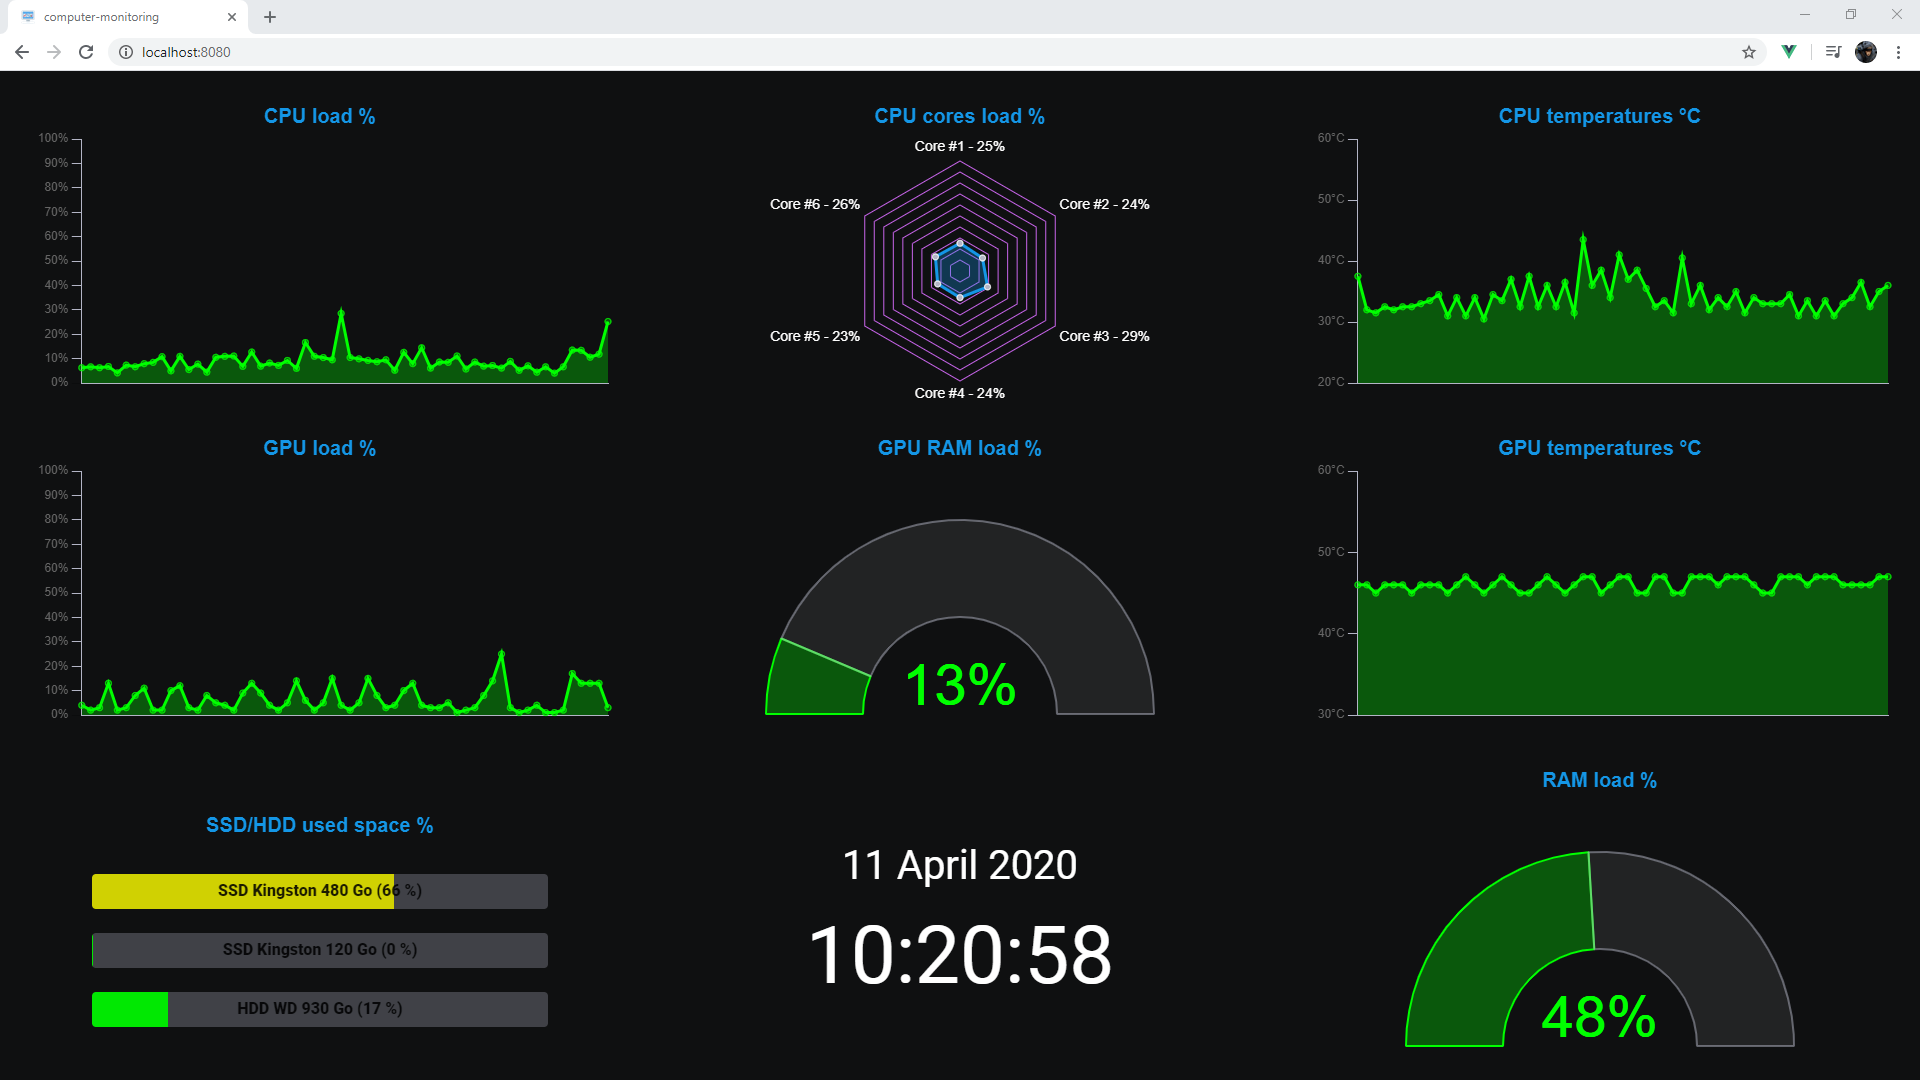 computer-monitoring
localhost:8080
CPU load %
100%
90%
80%
70%
60%
50%
40%
30%
20%
10%
0%
CPU cores load %
Core #1 - 25%
Core #6 - 26%
Core #2 - 24%
Core #5 - 23%
Core #3 - 29%
Core #4 - 24%
CPU temperatures °C
60°C
50°C
40°C
30°C
20°C
GPU load %
100%
90%
80%
70%
60%
50%
40%
30%
20%
10%
0%
GPU RAM load %
13%
GPU temperatures °C
60°C
50°C
40°C
30°C
SSD/HDD used space %
SSD Kingston 480 Go (66 %)
SSD Kingston 120 Go (0 %)
HDD WD 930 Go (17 %)
11 April 2020
10:20:58
RAM load %
48%